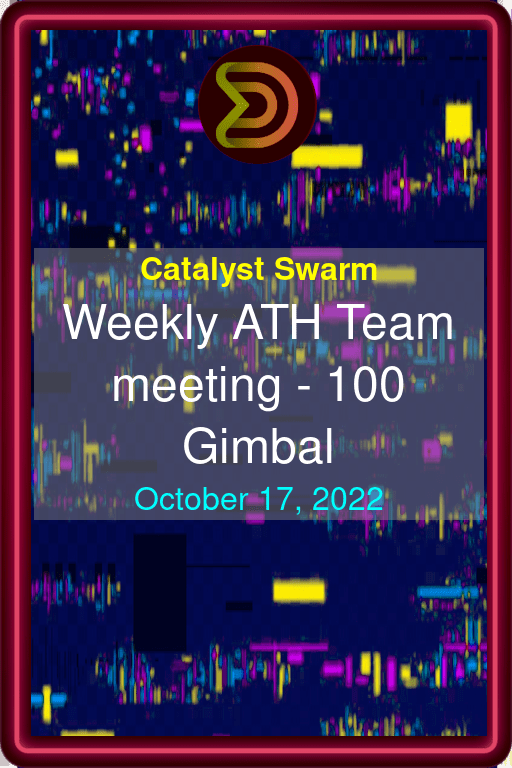 Catalyst Swarm
Weekly ATH Team
meeting - 100
Gimbal
October 17, 2022